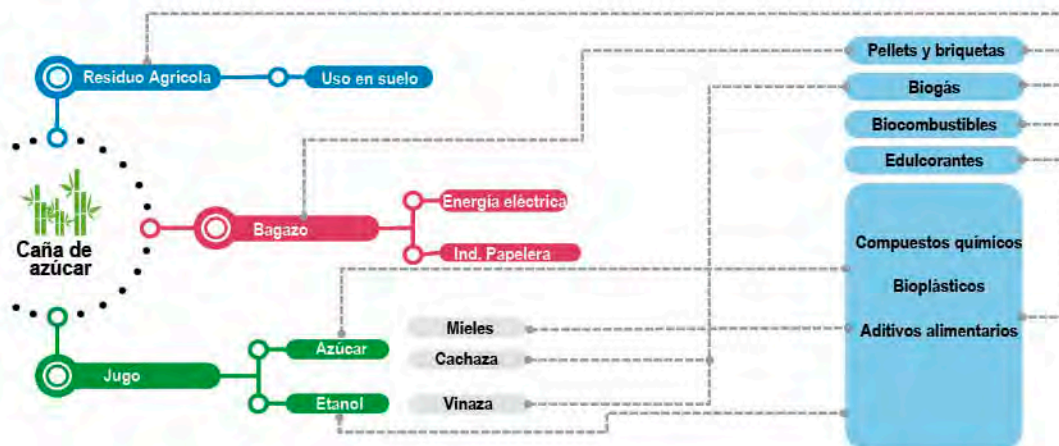 Residuo Agrícola
Uso en suelo
Pellets y briquetas
Biogás
Biocombustibles
Edulcorantes
Caña de
azúcar
Bagazo
Energía eléctrica
Ind. Papelera
Compuestos químicos
Bioplásticos
Aditivos alimentarios
Jugo
Azúcar
Etanol
Mieles
Cachaza
Vinaza